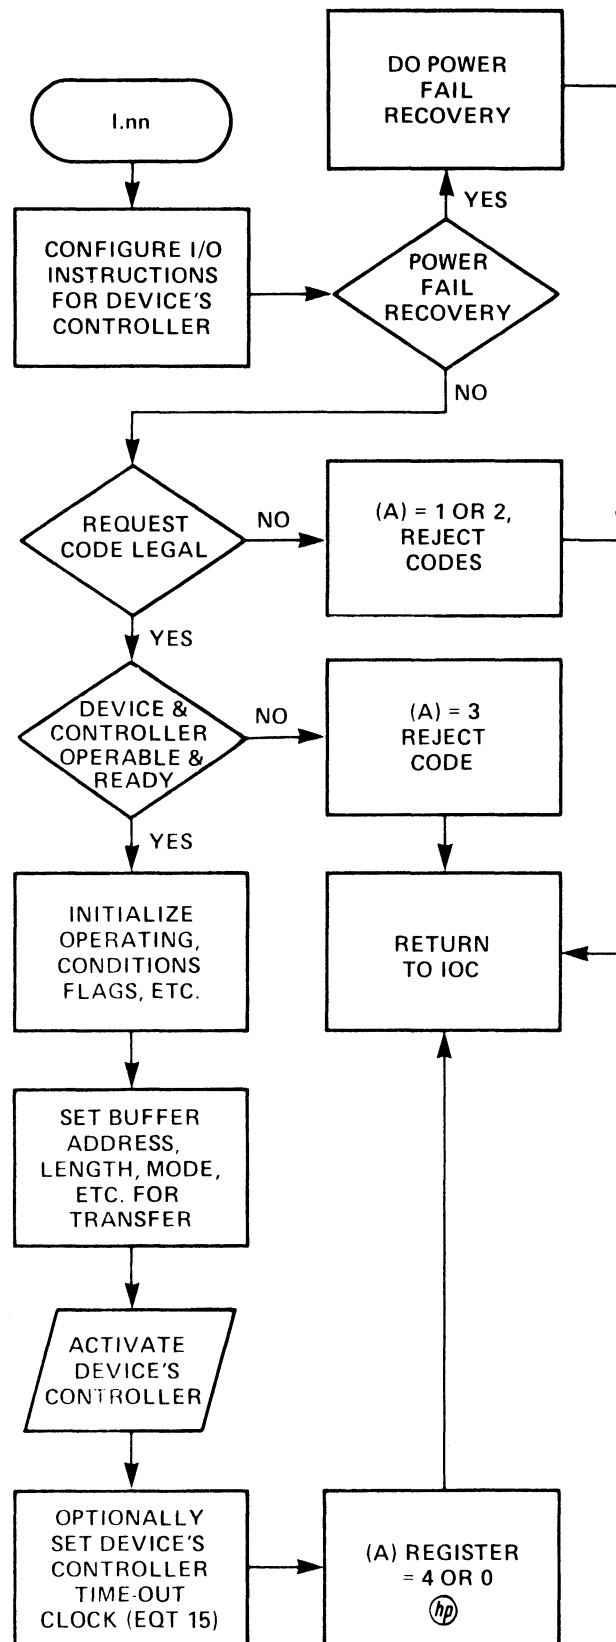 I.nn
DO POWER
FAIL
RECOVERY
YES
CONFIGURE I/O
INSTRUCTIONS
FOR DEVICE'S
CONTROLLER
POWER
FAIL
RECOVERY
NO
REQUEST
CODE LEGAL
NO
(A) = 1 OR 2,
REJECT
CODES
YES
DEVICE &
CONTROLLER
OPERABLE &
READY
NO
(A) = 3
REJECT
CODE
YES
INITIALIZE
OPERATING,
CONDITIONS
FLAGS, ETC.
RETURN
TO IOC
SET BUFFER
ADDRESS,
LENGTH, MODE,
ETC. FOR
TRANSFER
ACTIVATE
DEVICE'S
CONTROLLER
OPTIONALLY
SET DEVICE'S
CONTROLLER
TIME-OUT
CLOCK (EQT 15)
(A) REGISTER
= 4 OR 0
hp